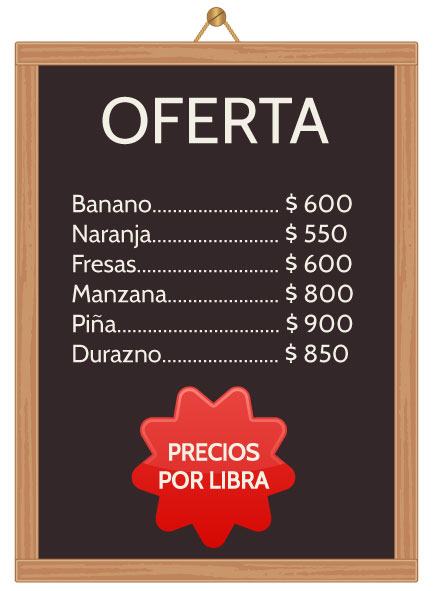 OFERTA
Banano......................... $ 600
Naranja......................... $ 550
Fresas............................ $ 600
Manzana...................... $ 800
Piña................................ $ 900
Durazno....................... $ 850
PRECIOS
POR LIBRA